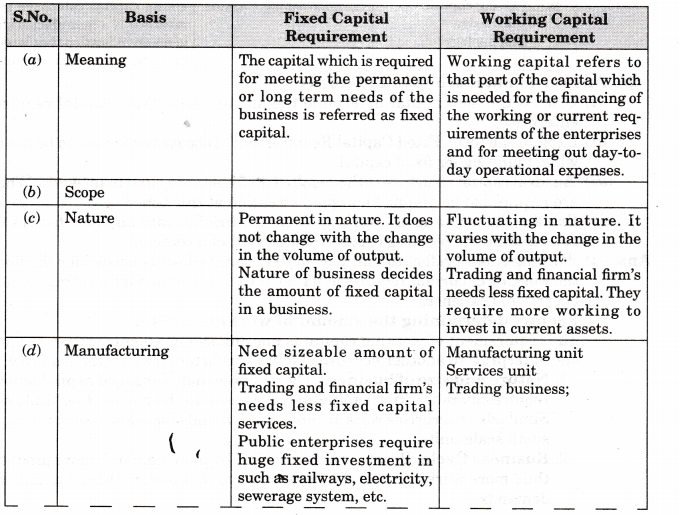 S.No. Basis Fixed Capital Requirement Working Capital Requirement
(a) Meaning
The capital which is required
for meeting the permanent
or long term needs of the
business is referred as fixed
capital.
Working capital refers to
that part of the capital which
is needed for the financing of
the working or current req-
uirements of the enterprises
and for meeting out day-to-
day operational expenses.
(b) Scope
(c) Nature
Permanent in nature. It does
not change with the change
in the volume of output.
Nature of business decides
the amount of fixed capital
in a business.
Fluctuating in nature. It
varies with the change in the
volume of output.
Trading and financial firm's
needs less fixed capital. They
require more working to
invest in current assets.
(d) Manufacturing
Need sizeable amount of
fixed capital.
Trading and financial firm's
needs less fixed capital
services.
Public enterprises require
huge fixed investment in
such as railways, electricity,
sewerage system, etc.
Manufacturing unit
Services unit
Trading business;